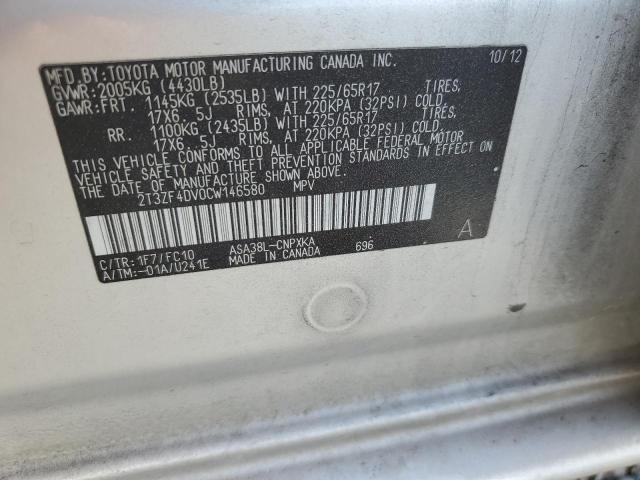 MFD.BY:TOYOTA MOTOR MANUFACTURING CANADA INC. 10/12
GVWR:2005KG (4430LB)
GAWR:FRT. 1145KG (2535LB) WITH 225/65R17 TIRES,
17X6. 5J RIMS, AT 220KPA (32PSI) COLD.
RR. 1100KG (2435LB) WITH 225/65R17 TIRES,
17X6. 5J RIMS, AT 220KPA (32PSI) COLD.
THIS VEHICLE CONFORMS TO ALL APPLICABLE FEDERAL MOTOR
VEHICLE SAFETY AND THEFT PREVENTION STANDARDS IN EFFECT ON
THE DATE OF MANUFACTURE SHOWN ABOVE.
2T3ZF4DV0CW146580 MPV
C/TR: 1F7/FC10 ASA38L-CNPXKA A
A/TM:-01A/U241E MADE IN CANADA 696